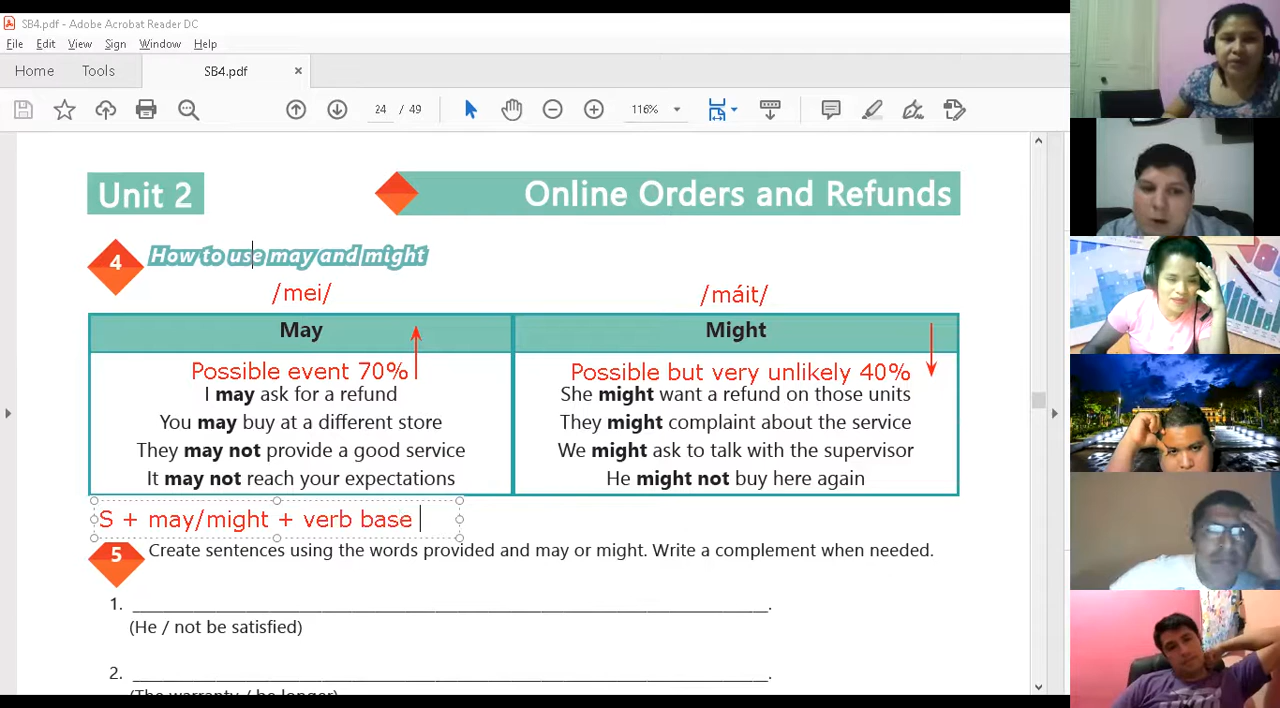 SB4.pdf - Adobe Acrobat Reader DC
File Edit View Sign Window Help
Home Tools SB4.pdf ×
24 / 49 116%
Unit 2 Online Orders and Refunds
4 How to use may and might
/mei/ /máit/
May Might
Possible event 70% Possible but very unlikely 40%
I may ask for a refund She might want a refund on those units
You may buy at a different store They might complaint about the service
They may not provide a good service We might ask to talk with the supervisor
It may not reach your expectations He might not buy here again
S + may/might + verb base
5 Create sentences using the words provided and may or might. Write a complement when needed.
1. ______________________________.
(He / not be satisfied)
2. ______________________________.
(The warranty / be longer)